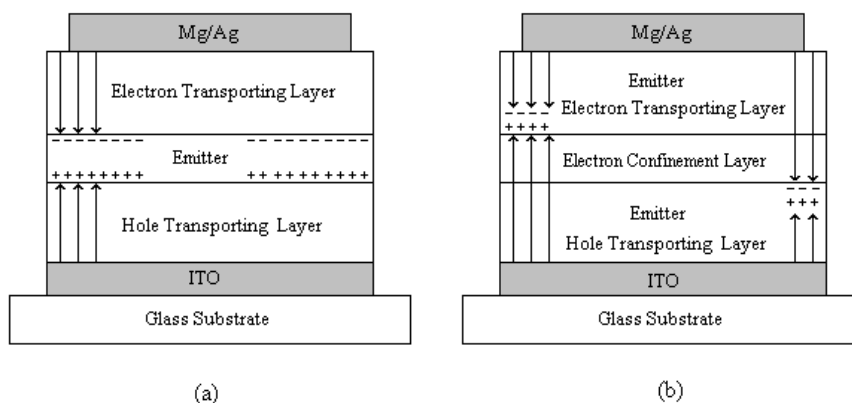 Mg/Ag
Electron Transporting Layer
– – – – – – – – – – – – – – – –
Emitter
+ + + + + + + + + + + + + + + + + +
Hole Transporting Layer
ITO
Glass Substrate
(a)
Mg/Ag
Emitter
Electron Transporting Layer
– – – –
+ + + +
Electron Confinement Layer
– – –
+ + +
Emitter
Hole Transporting Layer
ITO
Glass Substrate
(b)